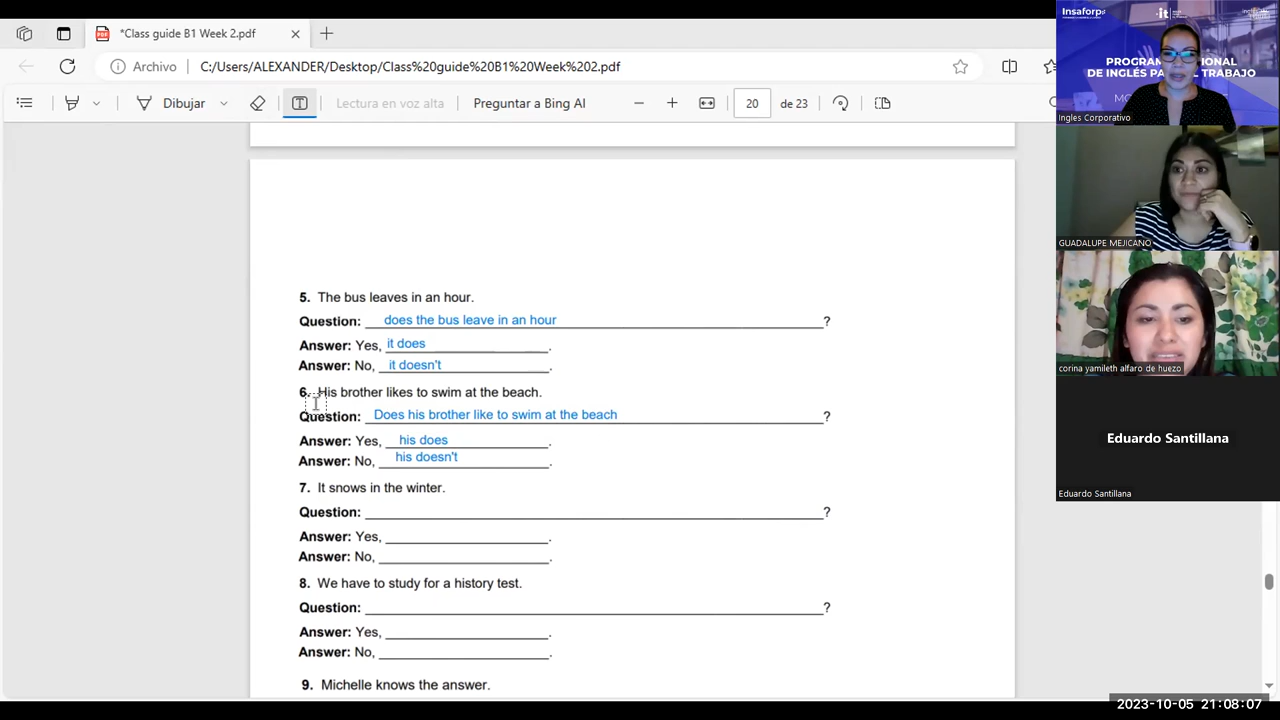 *Class guide B1 Week 2.pdf
Archivo
C:/Users/ALEXANDER/Desktop/Class%20guide%20B1%20Week%202.pdf
Dibujar
Lectura en voz alta
Preguntar a Bing AI
20
de 23
5. The bus leaves in an hour.
Question: does the bus leave in an hour ?
Answer: Yes, it does .
Answer: No, it doesn't .
6. His brother likes to swim at the beach.
Question: Does his brother like to swim at the beach ?
Answer: Yes, his does .
Answer: No, his doesn't .
7. It snows in the winter.
Question: ?
Answer: Yes, .
Answer: No, .
8. We have to study for a history test.
Question: ?
Answer: Yes, .
Answer: No, .
9. Michelle knows the answer.
Insaforp
it
DE INGLÉS PA TRABAJO
Ingles Corporativo
GUADALUPE MEJICANO
corina yamileth alfaro de huezo
Eduardo Santillana
Eduardo Santillana
2023-10-05 21:08:07